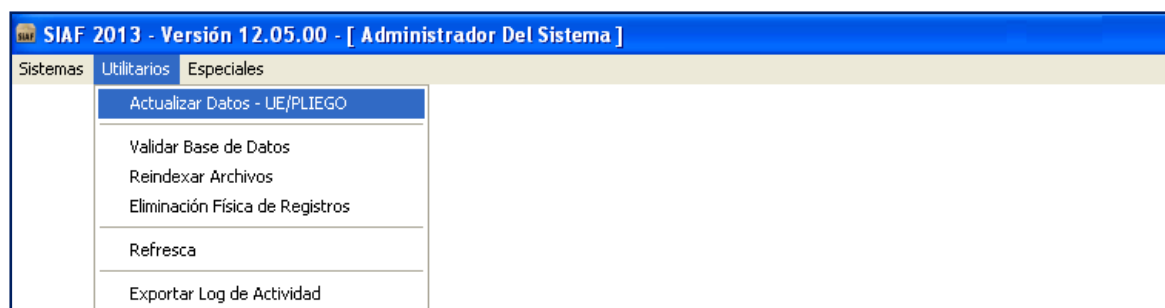 SIAF SIAF 2013 - Versión 12.05.00 - [ Administrador Del Sistema ]
Sistemas Utilitarios Especiales
Actualizar Datos - UE/PLIEGO
Validar Base de Datos
Reindexar Archivos
Eliminación Física de Registros
Refresca
Exportar Log de Actividad